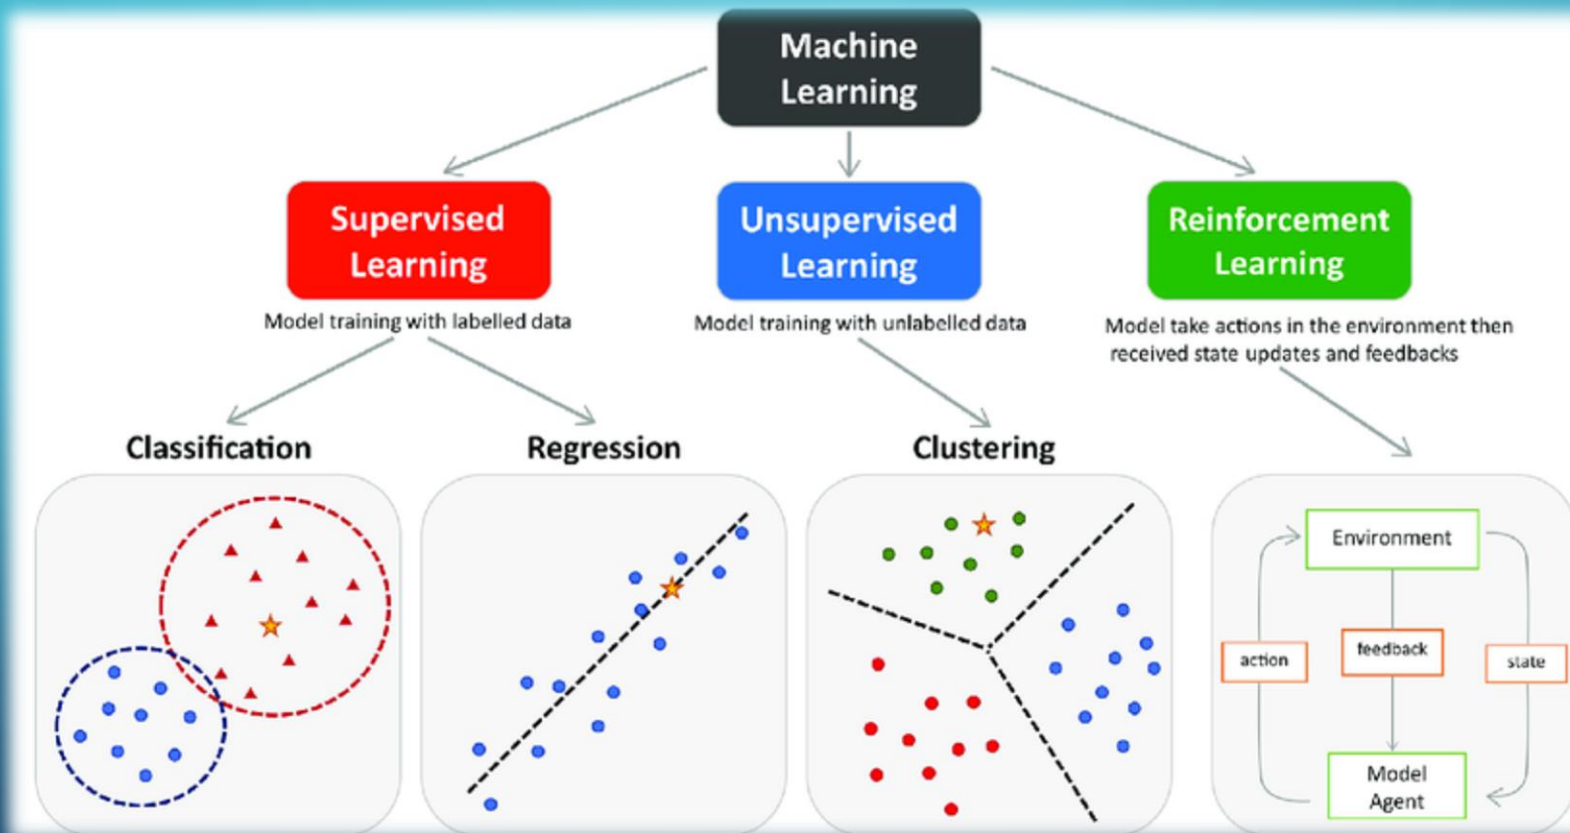 Machine
Learning
Supervised
Learning
Unsupervised
Learning
Reinforcement
Learning
Model training with labelled data
Model training with unlabelled data
Model take actions in the environment then
received state updates and feedbacks
Classification
Regression
Clustering
Environment
action
feedback
state
Model
Agent